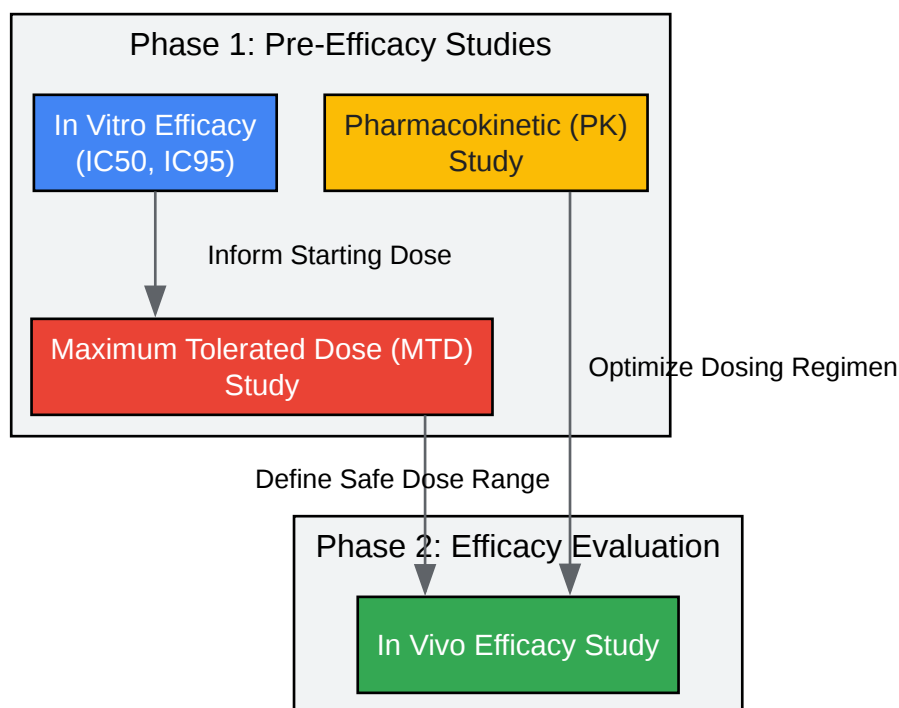 Phase 1: Pre-Efficacy Studies
In Vitro Efficacy
(IC50, IC95)
Pharmacokinetic (PK)
Study
Inform Starting Dose
Maximum Tolerated Dose (MTD)
Study
Optimize Dosing Regimen
Define Safe Dose Range
Phase 2: Efficacy Evaluation
In Vivo Efficacy Study